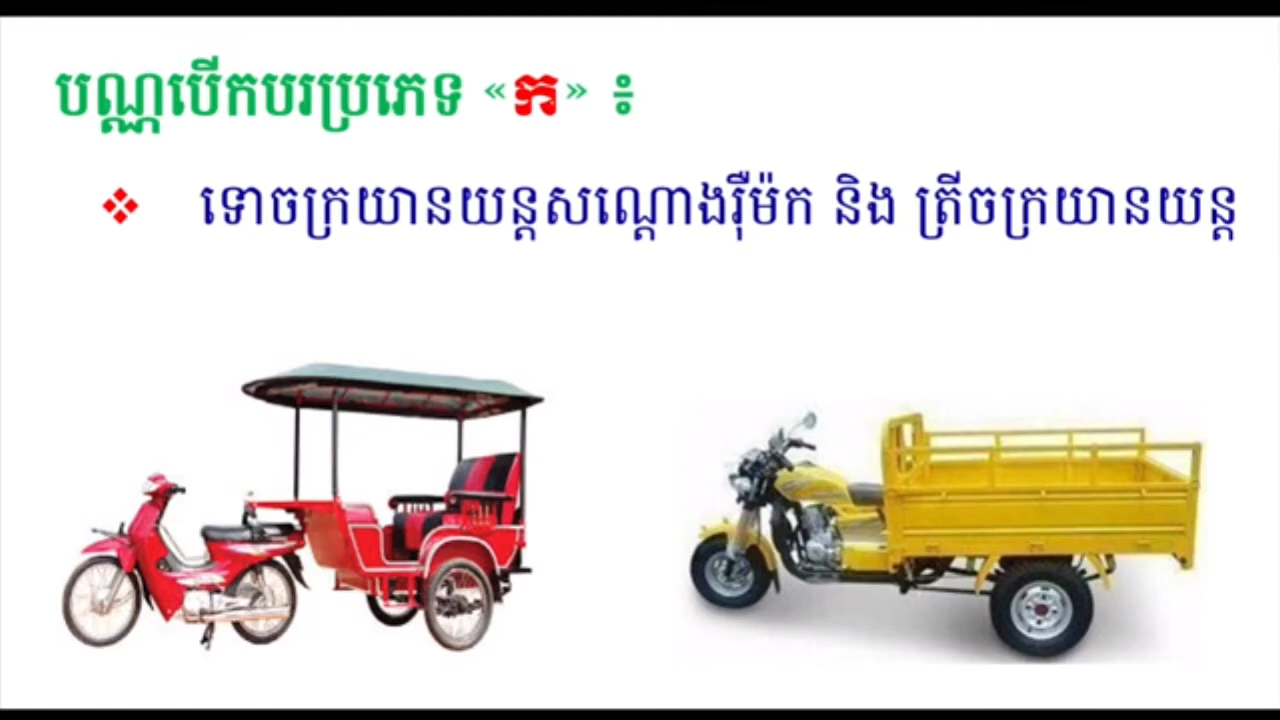 បណ្ណបើកបរប្រភេទ «ក» ៖
ទោចក្រយានយន្តសណ្ដោងរ៉ឺម៉ក និង ត្រីចក្រយានយន្ត